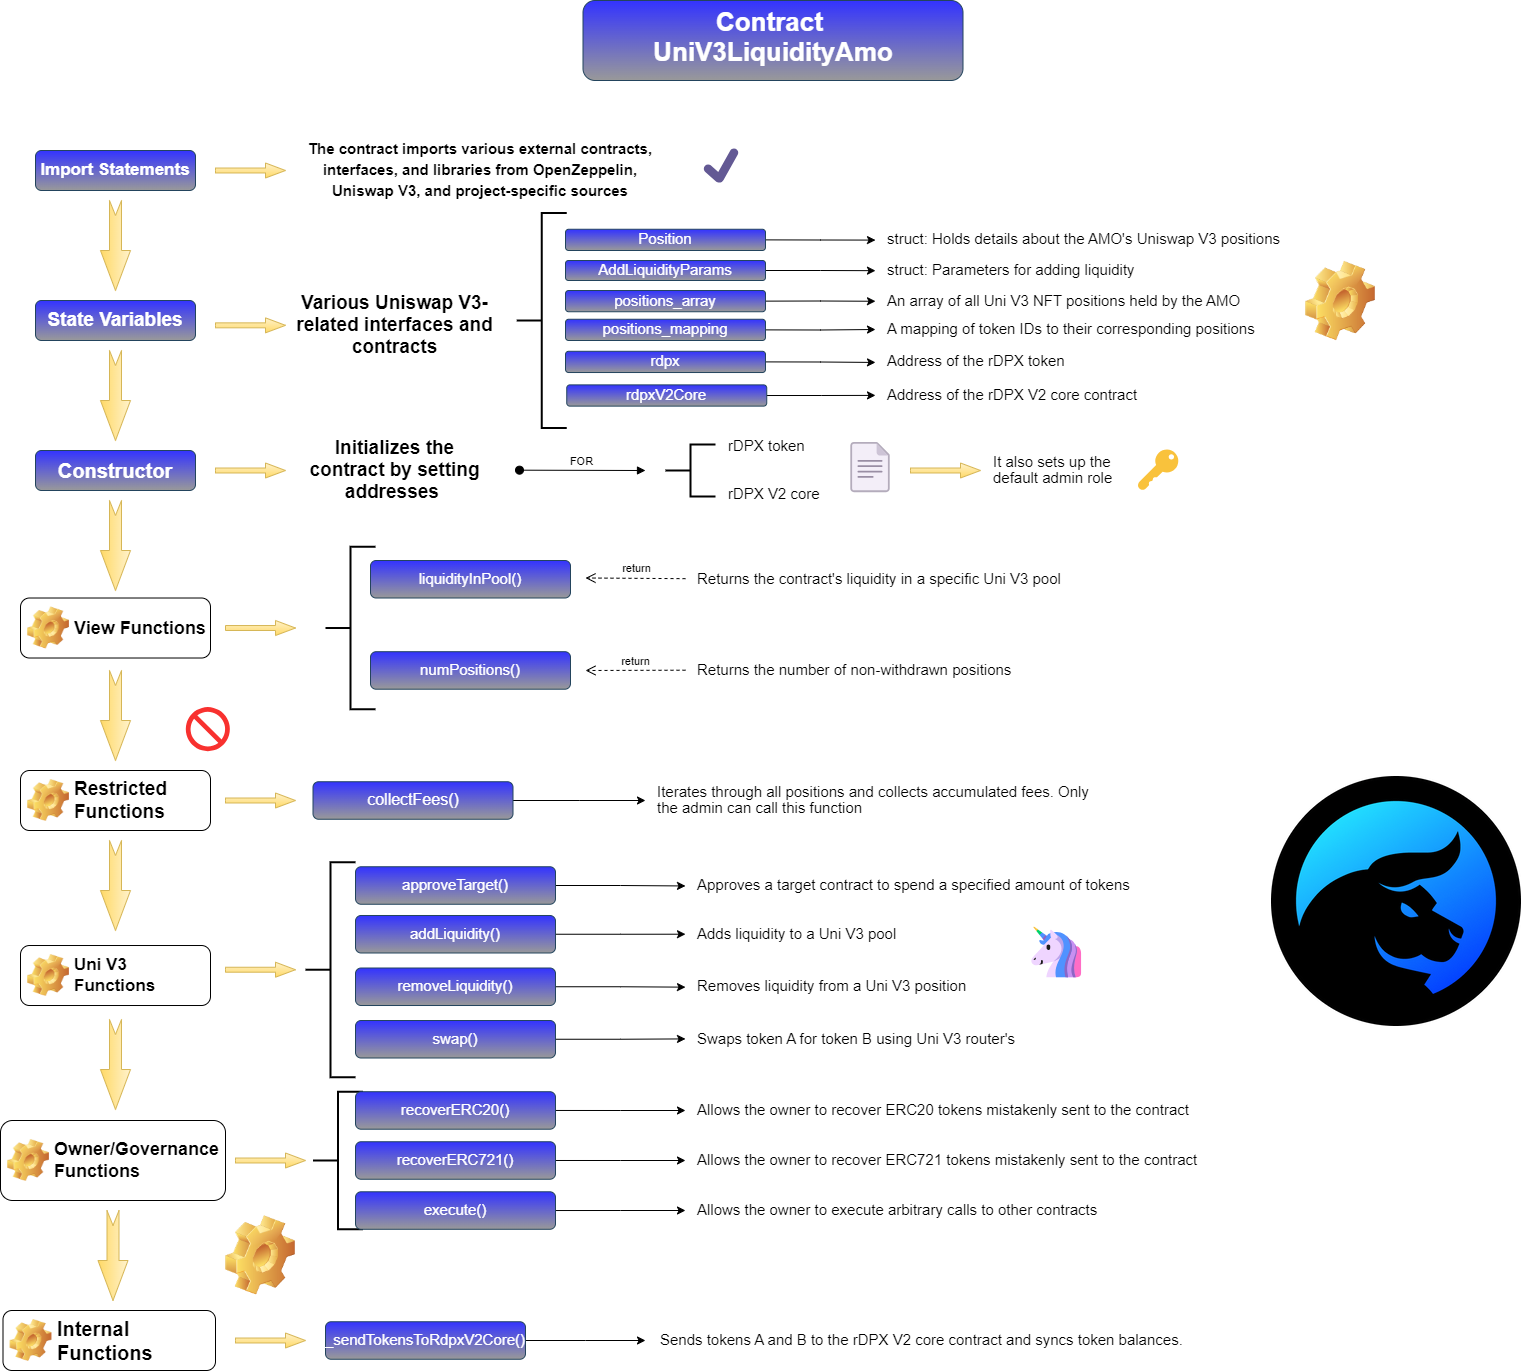 Contract
UniV3LiquidityAmo
Import Statements
The contract imports various external contracts,
interfaces, and libraries from OpenZeppelin,
Uniswap V3, and project-specific sources
State Variables
Various Uniswap V3-
related interfaces and
contracts
Position
struct: Holds details about the AMO's Uniswap V3 positions
AddLiquidityParams
struct: Parameters for adding liquidity
positions_array
An array of all Uni V3 NFT positions held by the AMO
positions_mapping
A mapping of token IDs to their corresponding positions
rdpx
Address of the rDPX token
rdpxV2Core
Address of the rDPX V2 core contract
Constructor
Initializes the
contract by setting
addresses
FOR
rDPX token
rDPX V2 core
It also sets up the
default admin role
View Functions
liquidityInPool()
return
Returns the contract's liquidity in a specific Uni V3 pool
numPositions()
return
Returns the number of non-withdrawn positions
Restricted
Functions
collectFees()
Iterates through all positions and collects accumulated fees. Only
the admin can call this function
Uni V3
Functions
approveTarget()
Approves a target contract to spend a specified amount of tokens
addLiquidity()
Adds liquidity to a Uni V3 pool
removeLiquidity()
Removes liquidity from a Uni V3 position
swap()
Swaps token A for token B using Uni V3 router's
Owner/Governance
Functions
recoverERC20()
Allows the owner to recover ERC20 tokens mistakenly sent to the contract
recoverERC721()
Allows the owner to recover ERC721 tokens mistakenly sent to the contract
execute()
Allows the owner to execute arbitrary calls to other contracts
Internal
Functions
_sendTokensToRdpxV2Core()
Sends tokens A and B to the rDPX V2 core contract and syncs token balances.